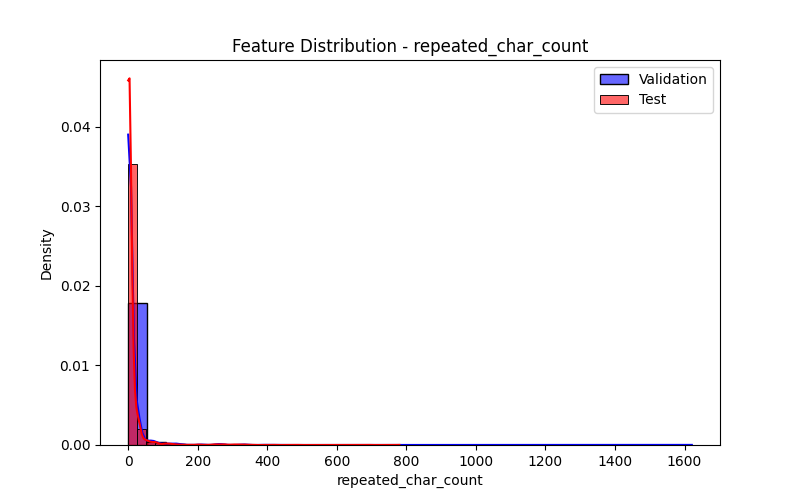 Feature Distribution - repeated_char_count
Validation
Test
Density
0.04
0.03
0.02
0.01
0.00
0 200 400 600 800 1000 1200 1400 1600
repeated_char_count